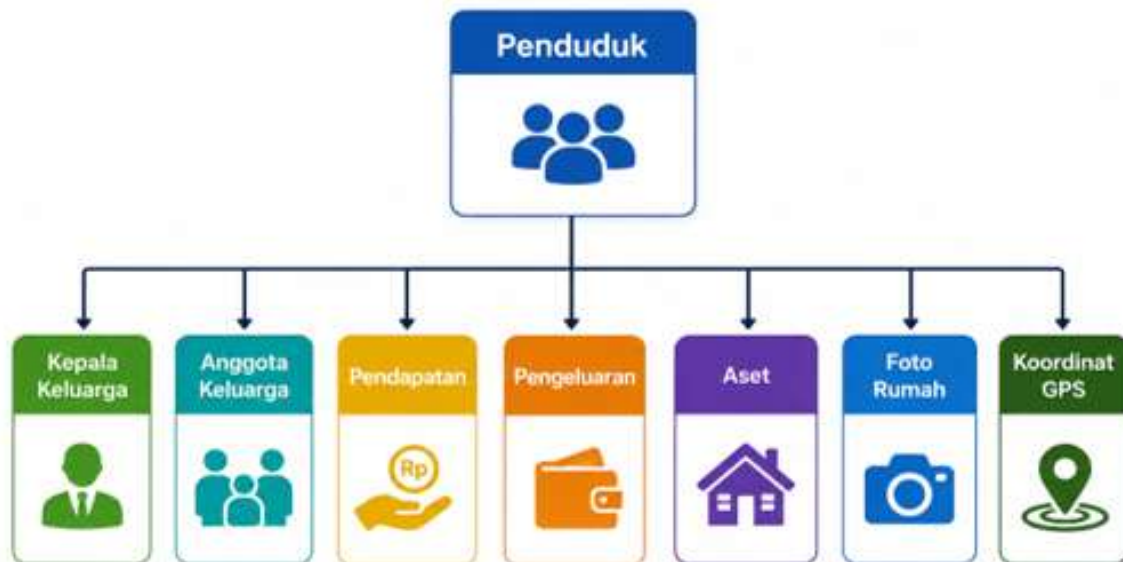 Penduduk
Kepala
Keluarga
Anggota
Keluarga
Pendapatan
Rp
Pengeluaran
Aset
Foto
Rumah
Koordinat
GPS